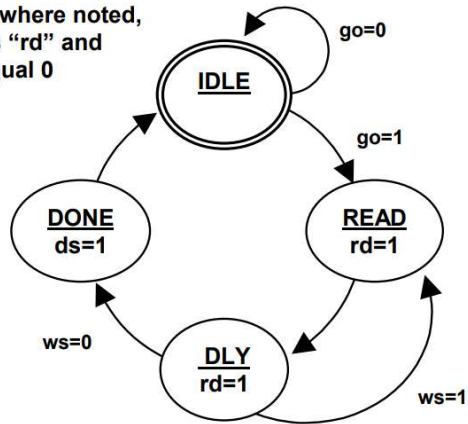 where noted,
"rd" and
ual 0
go=0
IDLE
go=1
DONE
ds=1
READ
rd=1
ws=0
DLY
rd=1
ws=1